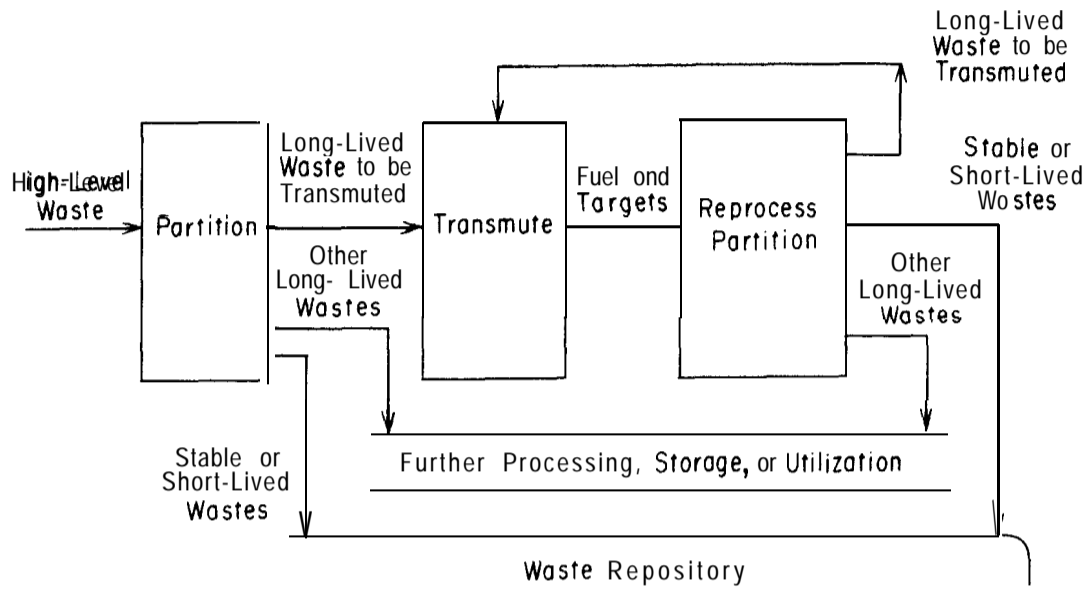 Long-Lived
Waste to be
Transmuted
High-Level
Waste
Partition
Long-Lived
Waste to be
Transmuted
Other
Long- Lived
Wastes
Transmute
Fuel ond
Targets
Reprocess
Partition
Stable or
Short-Lived
Wostes
Other
Long-Lived
Wastes
Stable or
Short-Lived
Wastes
Further Processing, Storage, or Utilization
Waste Repository